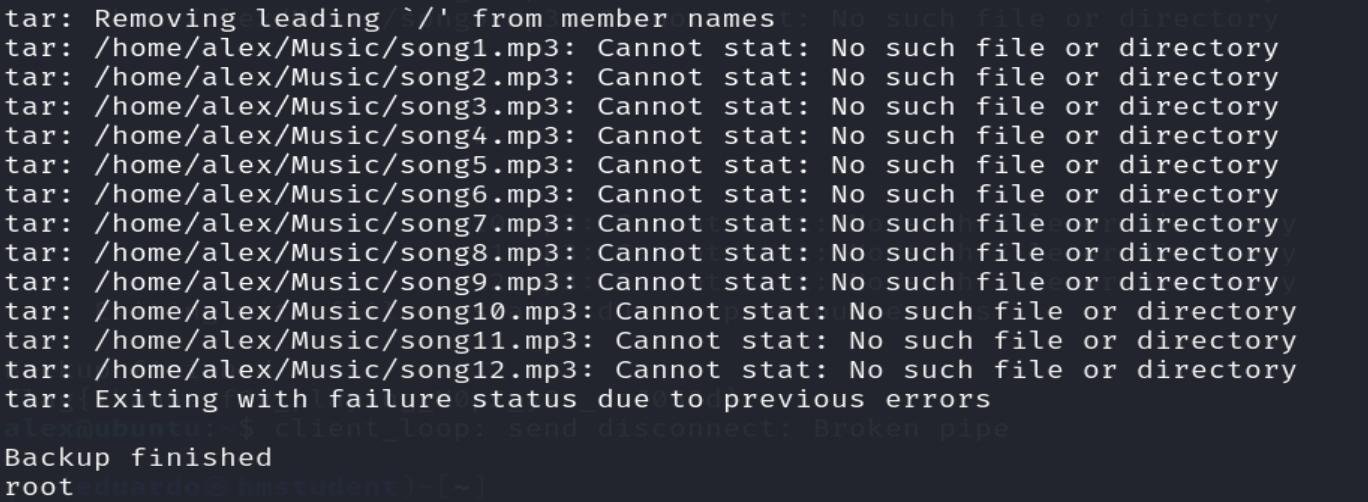 tar: Removing leading `/' from member names
tar: /home/alex/Music/song1.mp3: Cannot stat: No such file or directory
tar: /home/alex/Music/song2.mp3: Cannot stat: No such file or directory
tar: /home/alex/Music/song3.mp3: Cannot stat: No such file or directory
tar: /home/alex/Music/song4.mp3: Cannot stat: No such file or directory
tar: /home/alex/Music/song5.mp3: Cannot stat: No such file or directory
tar: /home/alex/Music/song6.mp3: Cannot stat: No such file or directory
tar: /home/alex/Music/song7.mp3: Cannot stat: No such file or directory
tar: /home/alex/Music/song8.mp3: Cannot stat: No such file or directory
tar: /home/alex/Music/song9.mp3: Cannot stat: No such file or directory
tar: /home/alex/Music/song10.mp3: Cannot stat: No such file or directory
tar: /home/alex/Music/song11.mp3: Cannot stat: No such file or directory
tar: /home/alex/Music/song12.mp3: Cannot stat: No such file or directory
tar: Exiting with failure status due to previous errors
alex@ubuntu:~$ client_loop: send disconnect: Broken pipe
Backup finished
root